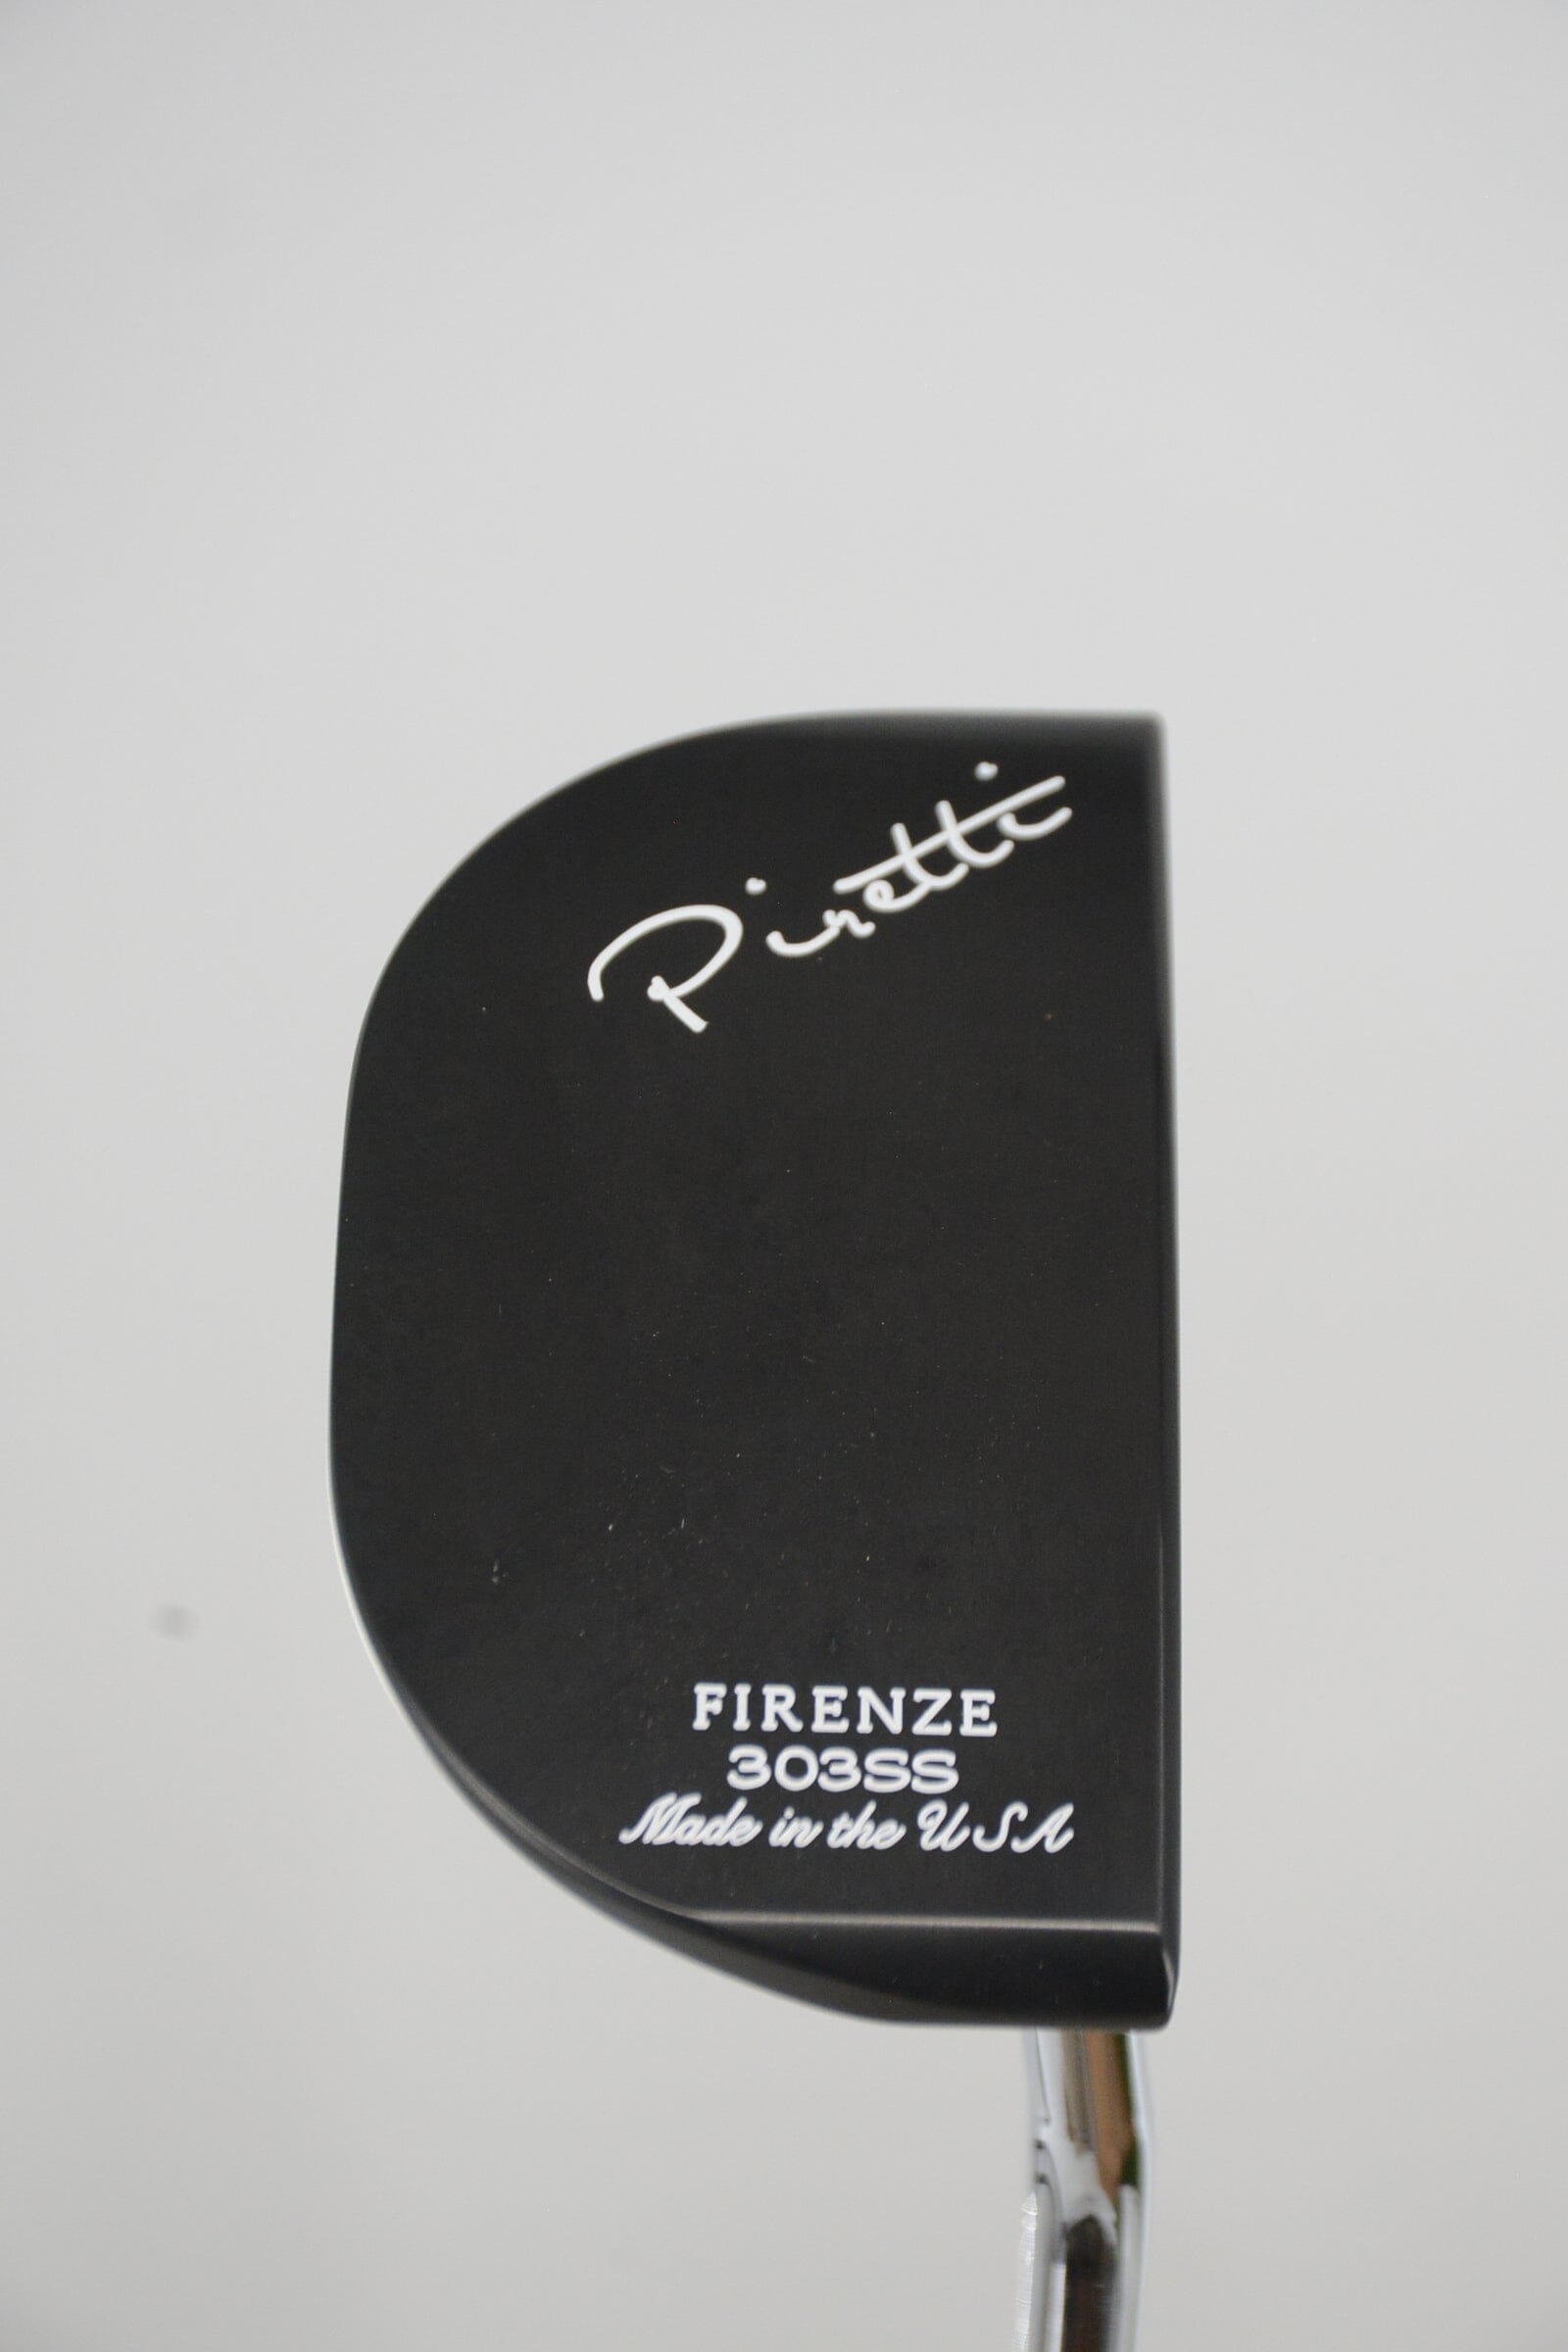 Piretti
FIRENZE
303SS
Made in the USA